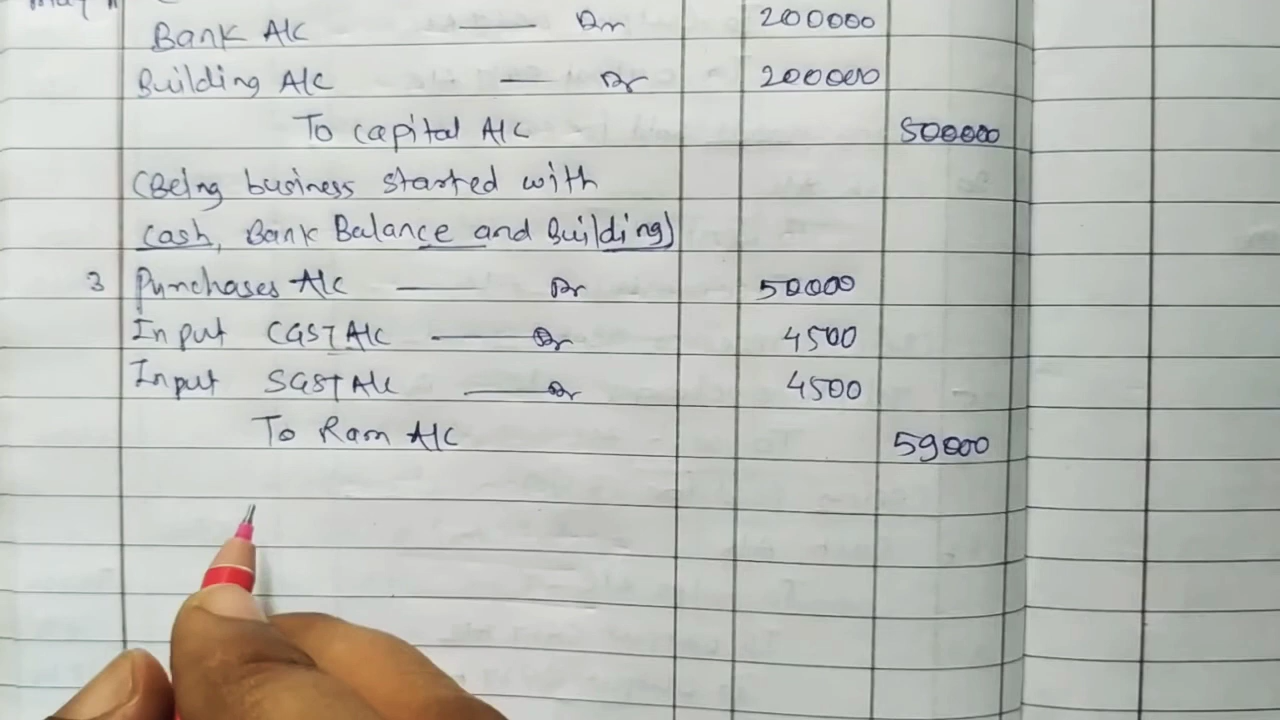 Bank A/C —— Dr 200000
Building A/C — Dr 200000
To capital A/C 500000
(Being business started with
cash, Bank Balance and Building)
3 Purchases A/C —— Dr 50000
Input CGST A/C —— Dr 4500
Input SGST A/C —— Dr 4500
To Ram A/C 59000